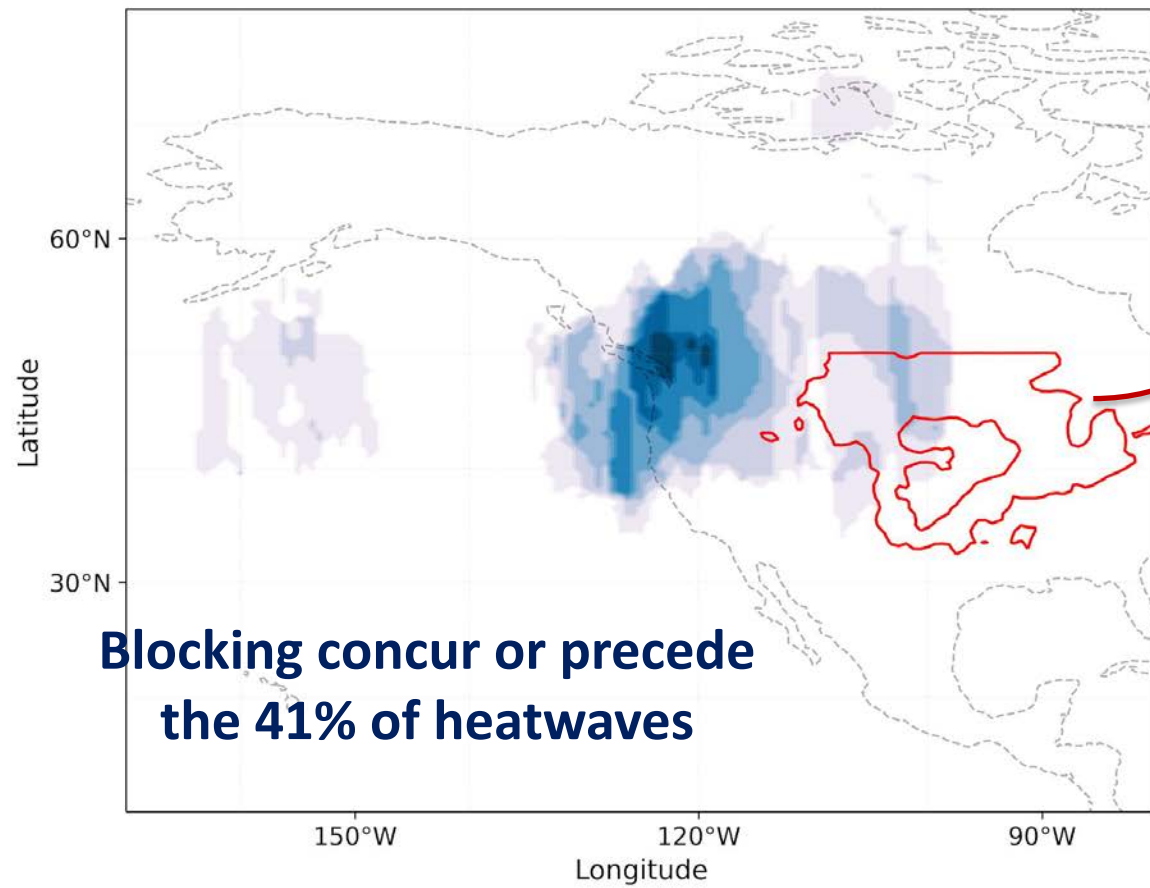 60°N
Latitude
30°N
Blocking concur or precede
the 41% of heatwaves
150°W
120°W
90°W
Longitude